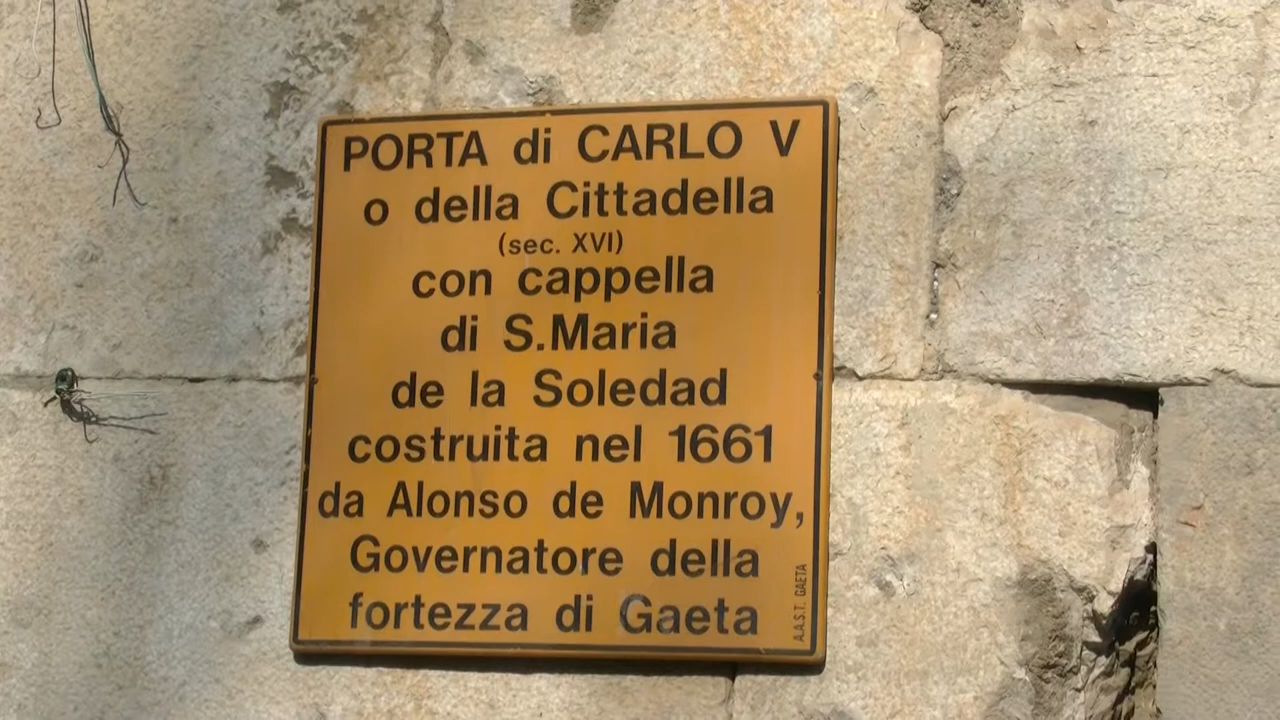 PORTA di CARLO V
o della Cittadella
(sec. XVI)
con cappella
di S.Maria
de la Soledad
costruita nel 1661
da Alonso de Monroy,
Governatore della
fortezza di Gaeta
A.A.S.T. GAETA